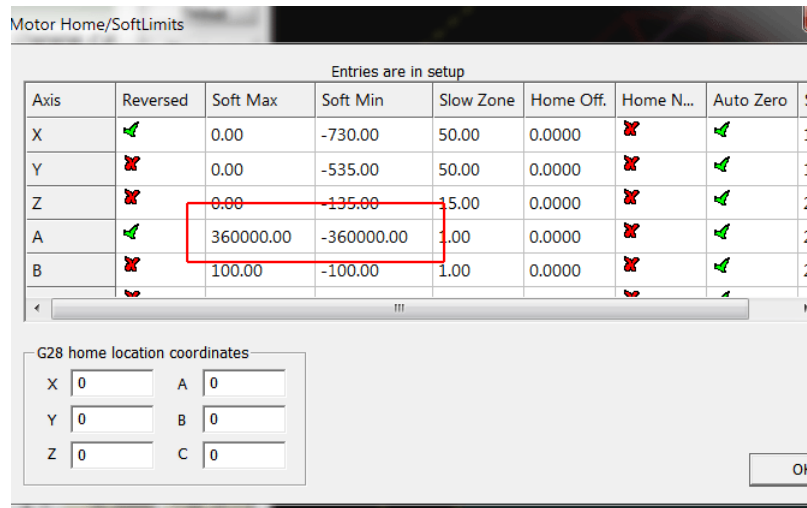 Motor Home/SoftLimits
Entries are in setup
Axis Reversed Soft Max Soft Min Slow Zone Home Off. Home N... Auto Zero
X 0.00 -730.00 50.00 0.0000
Y 0.00 -535.00 50.00 0.0000
Z 0.00 -135.00 15.00 0.0000
A 360000.00 -360000.00 1.00 0.0000
B 100.00 -100.00 1.00 0.0000
G28 home location coordinates
X 0 A 0
Y 0 B 0
Z 0 C 0